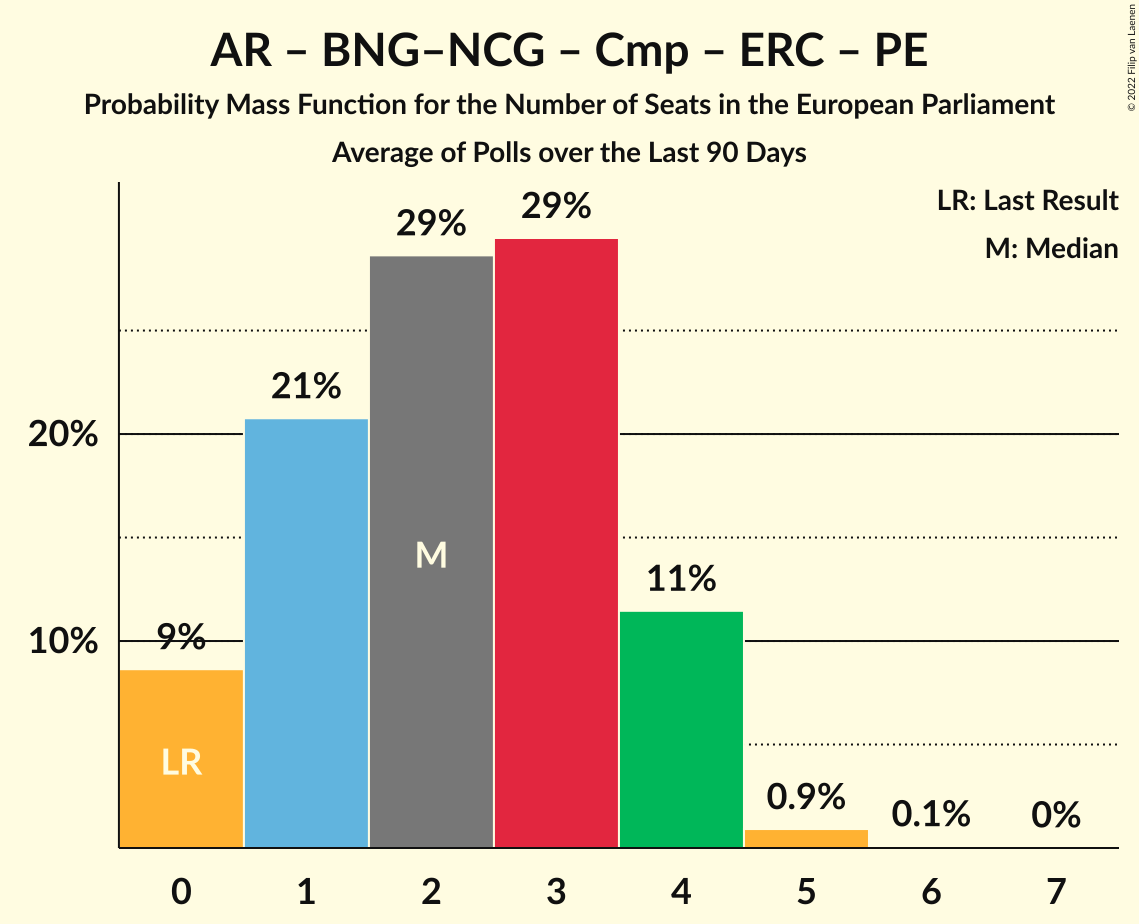 AR – BNG–NCG – Cmp – ERC – PE
Probability Mass Function for the Number of Seats in the European Parliament
Average of Polls over the Last 90 Days
© 2022 Filip van Laenen
LR: Last Result
M: Median
29%
29%
21%
20%
M
11%
10%
9%
LR
0.9%
0.1%
0%
0 1 2 3 4 5 6 7